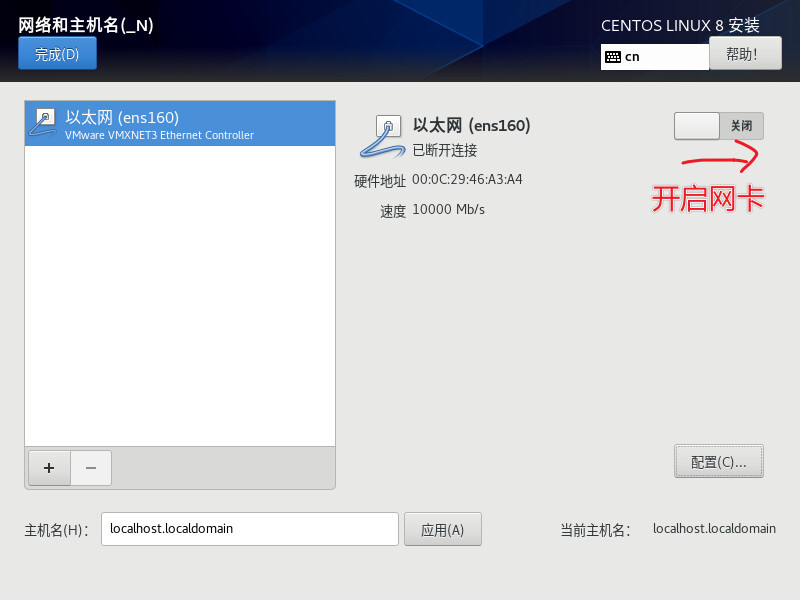 网络和主机名(_N)
CENTOS LINUX 8 安装
完成(D)
cn
帮助!
以太网 (ens160)
VMware VMXNET3 Ethernet Controller
以太网 (ens160)
已断开连接
关闭
硬件地址 00:0C:29:46:A3:A4
速度 10000 Mb/s
开启网卡
+ −
配置(C)...
主机名(H): localhost.localdomain
应用(A)
当前主机名: localhost.localdomain